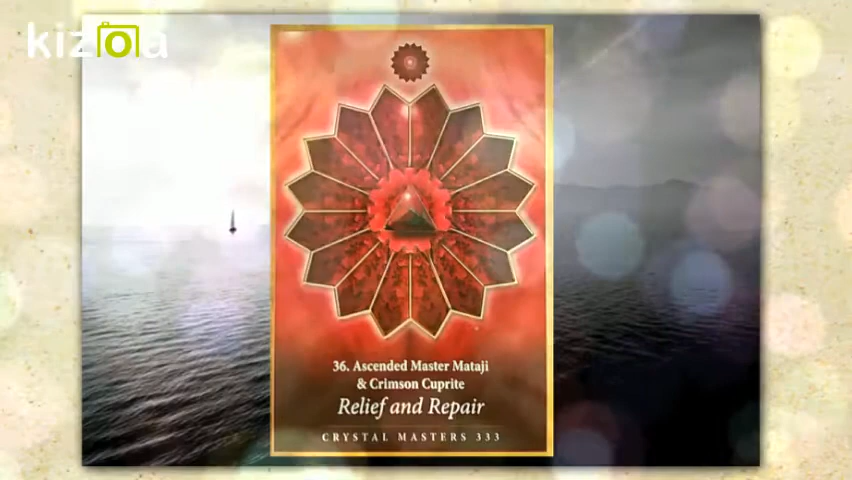 kizoa
36. Ascended Master Mataji
& Crimson Cuprite
Relief and Repair
CRYSTAL MASTERS 333